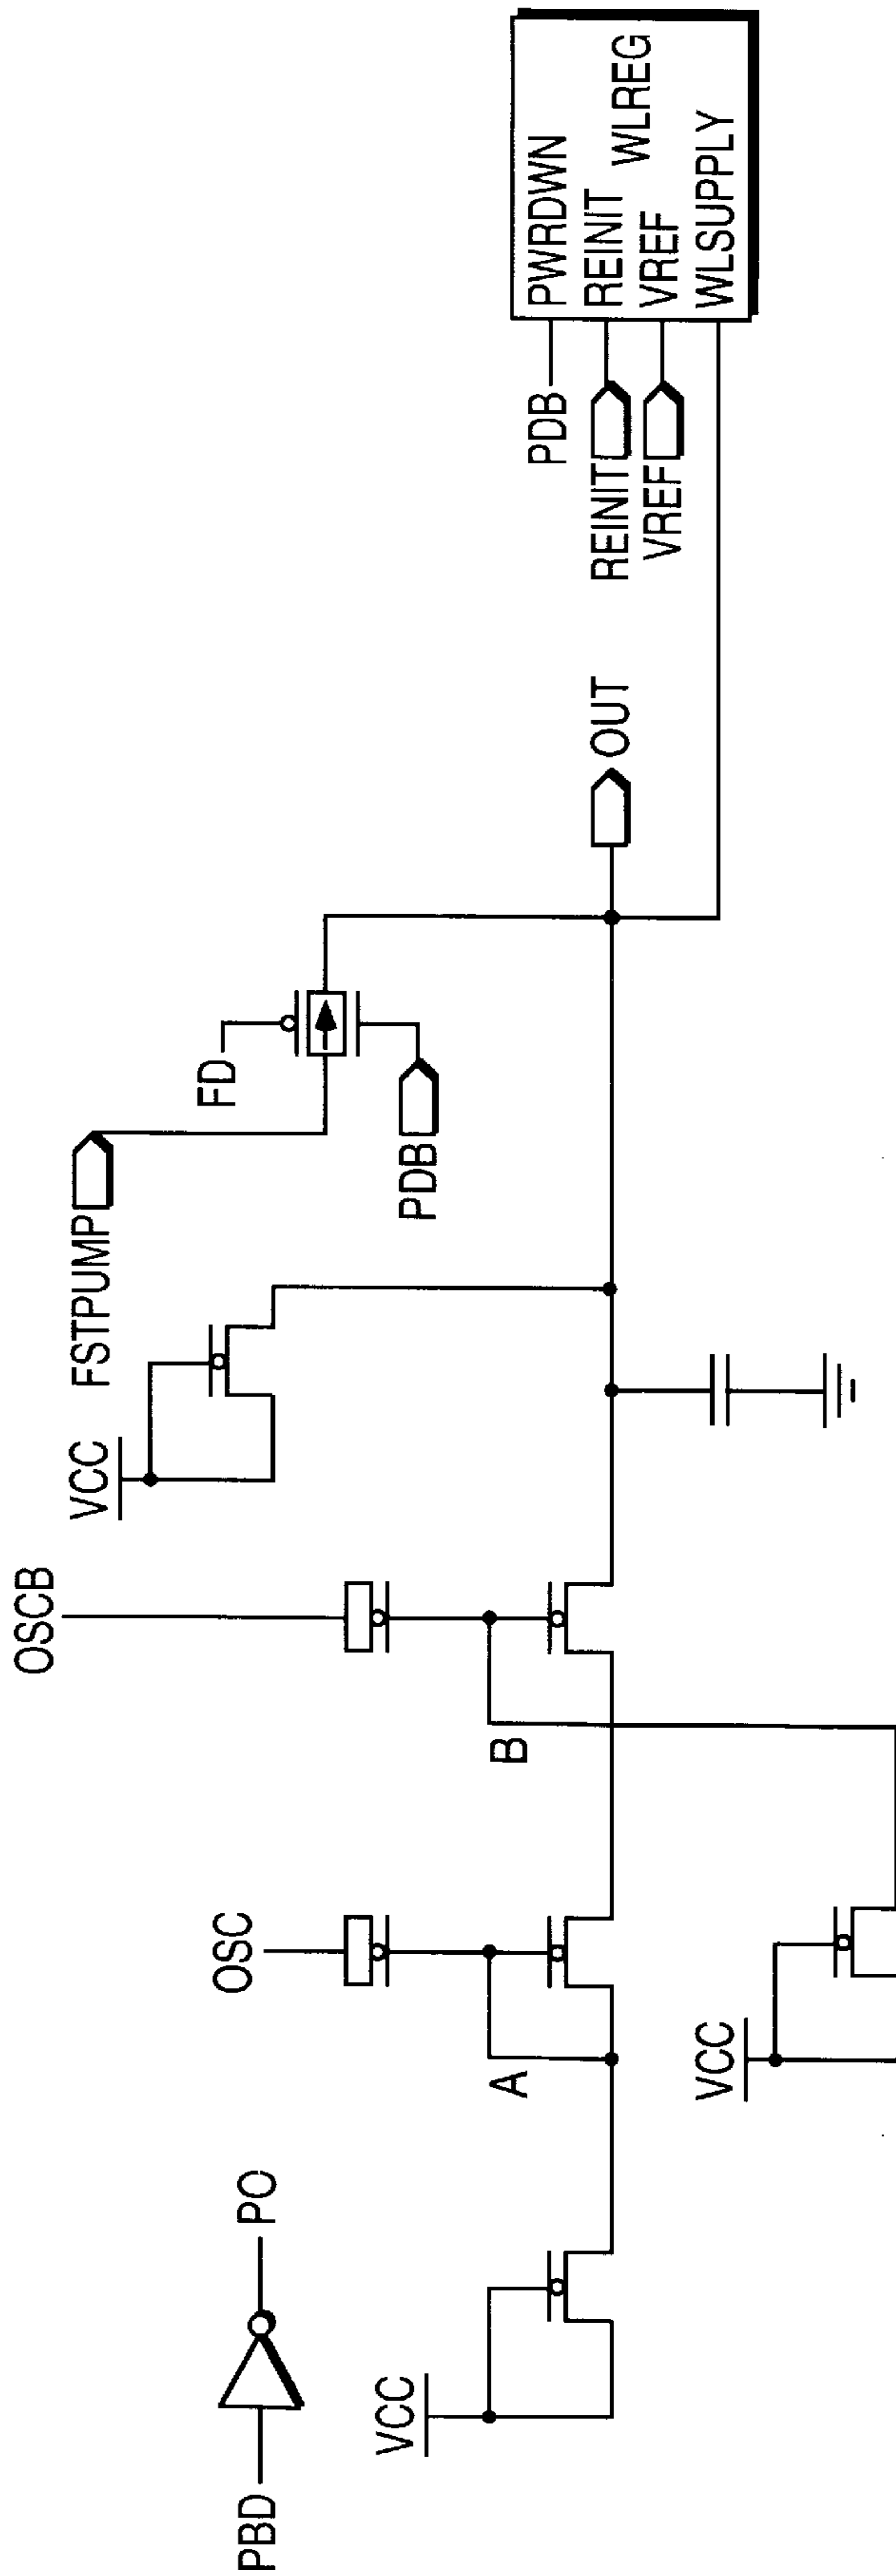 PBD
PO
VCC
A
OSC
VCC
B
OSCB
VCC
FSTPUMP
FD
PDB
OUT
PDB
REINIT
VREF
PWRDWN
REINIT
WLREG
VREF
WLSUPPLY